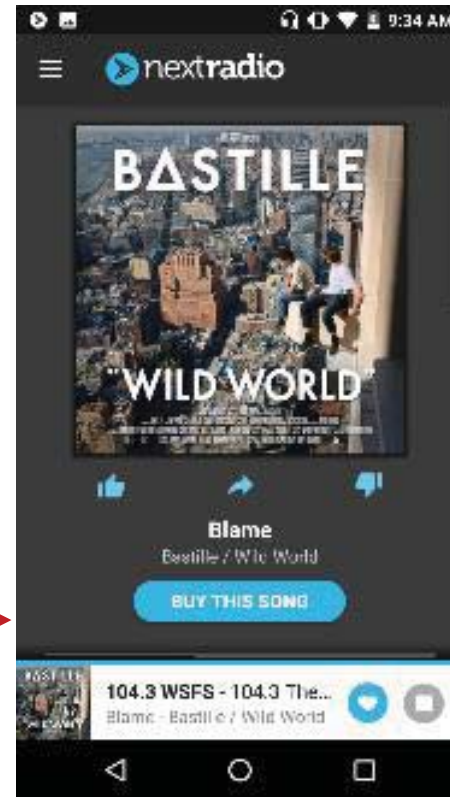 9:34 AM
nextradio
BASTILLE
"WILD WORLD"
Blame
Bastille / Wild World
BUY THIS SONG
BASTILLE
104.3 WSFS - 104.3 The...
Blame - Bastille / Wild World